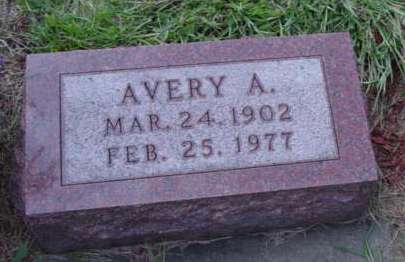 AVERY A.
MAR. 24. 1902
FEB. 25. 1977